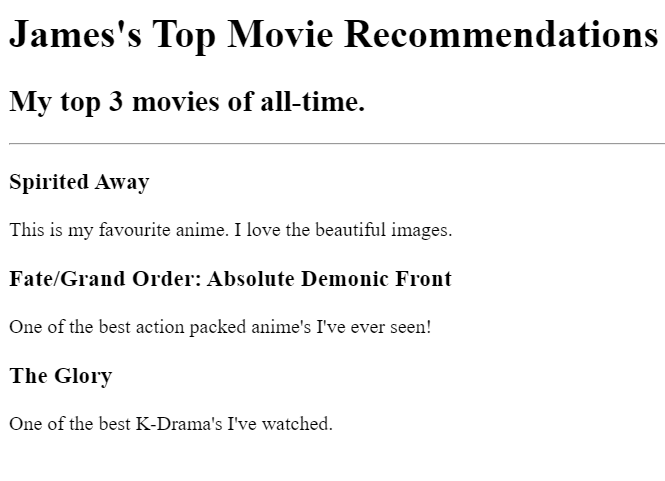 James's Top Movie Recommendations
My top 3 movies of all-time.
Spirited Away
This is my favourite anime. I love the beautiful images.
Fate/Grand Order: Absolute Demonic Front
One of the best action packed anime's I've ever seen!
The Glory
One of the best K-Drama's I've watched.